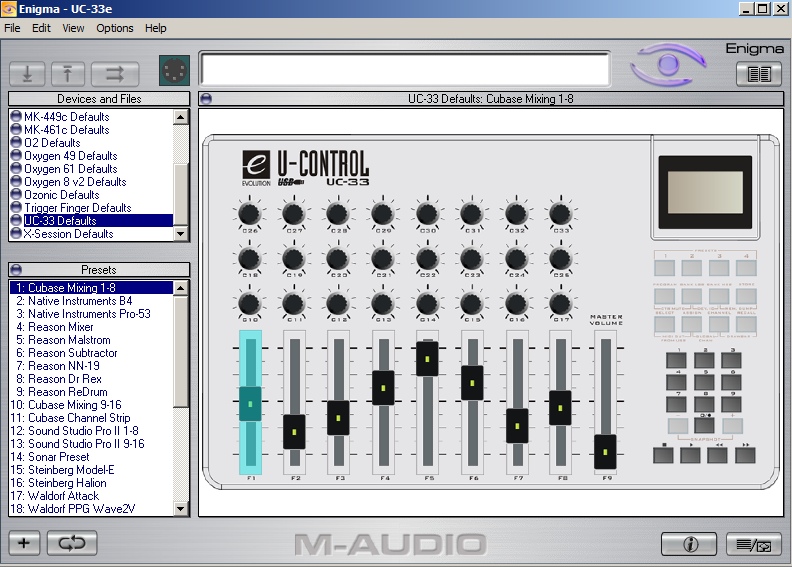 Enigma - UC-33e
File Edit View Options Help
Enigma
Devices and Files
UC-33 Defaults: Cubase Mixing 1-8
MK-449c Defaults
MK-461c Defaults
O2 Defaults
Oxygen 49 Defaults
Oxygen 61 Defaults
Oxygen 8 v2 Defaults
Ozonic Defaults
Trigger Finger Defaults
UC-33 Defaults
X-Session Defaults
Presets
1: Cubase Mixing 1-8
2: Native Instruments B4
3: Native Instruments Pro-53
4: Reason Mixer
5: Reason Malstrom
6: Reason Subtractor
7: Reason NN-19
8: Reason Dr Rex
9: Reason ReDrum
10: Cubase Mixing 9-16
11: Cubase Channel Strip
12: Sound Studio Pro II 1-8
13: Sound Studio Pro II 9-16
14: Sonar Preset
15: Steinberg Model-E
16: Steinberg Halion
17: Waldorf Attack
18: Waldorf PPG Wave2V
e U-CONTROL
EVOLUTION USB UC-33
C26 C27 C28 C29 C30 C31 C32 C33
C18 C19 C20 C21 C22 C23 C24 C25
C10 C11 C12 C13 C14 C15 C16 C17
MASTER
VOLUME
F1 F2 F3 F4 F5 F6 F7 F8 F9
PRESETS
1 2 3 4
1 2 3
4 5 6
7 8 9
- 0/ +
SNAPSHOT
M-AUDIO